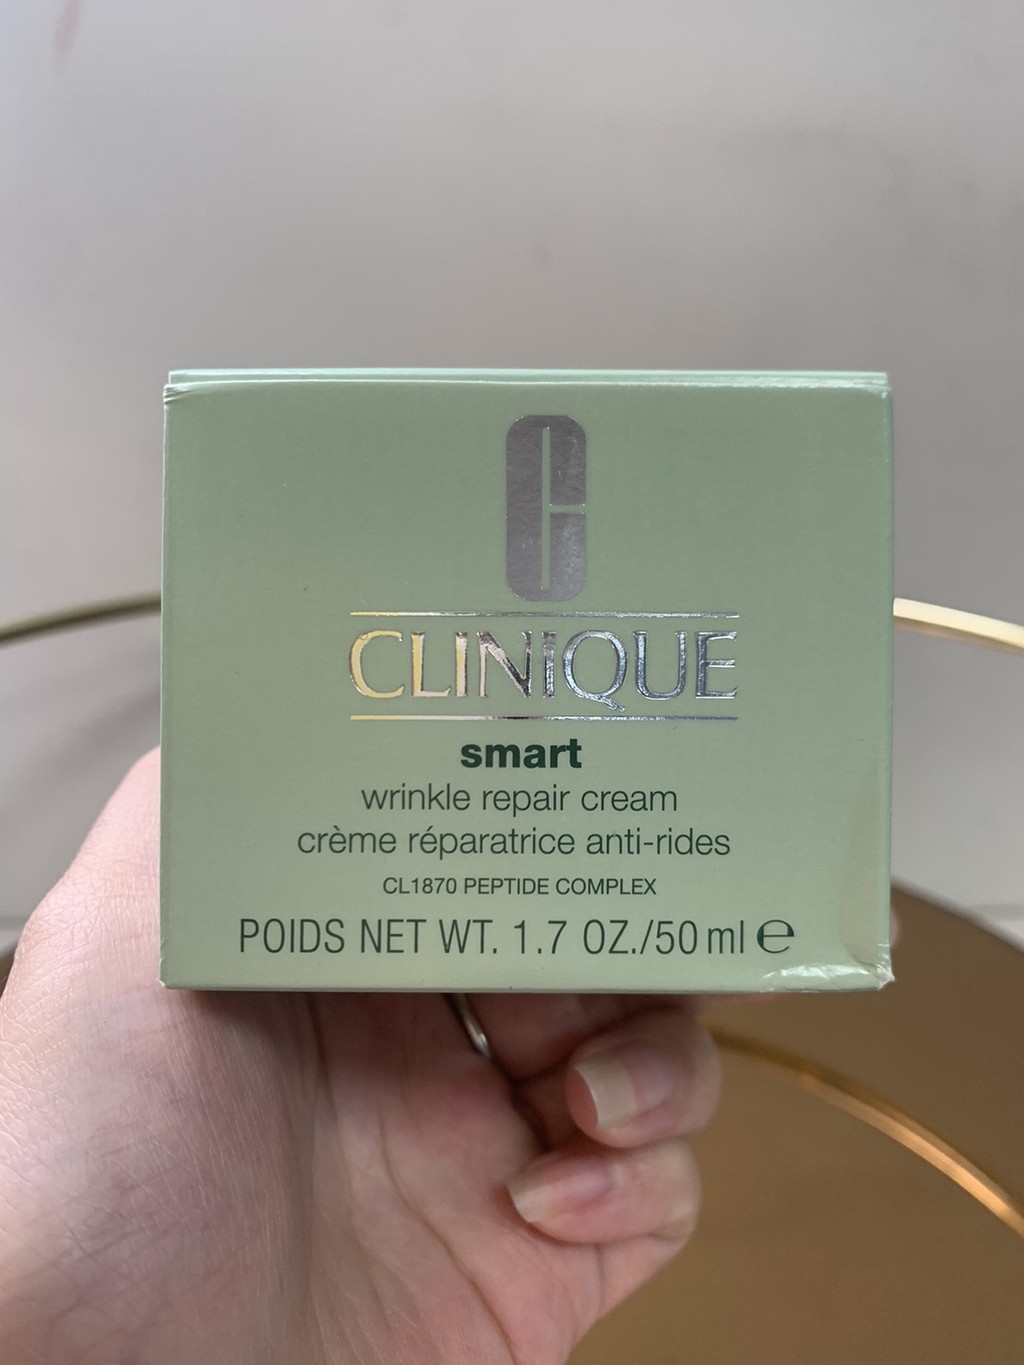 C
CLINIQUE
smart
wrinkle repair cream
crème réparatrice anti-rides
CL1870 PEPTIDE COMPLEX
POIDS NET WT. 1.7 OZ./50 ml ℮